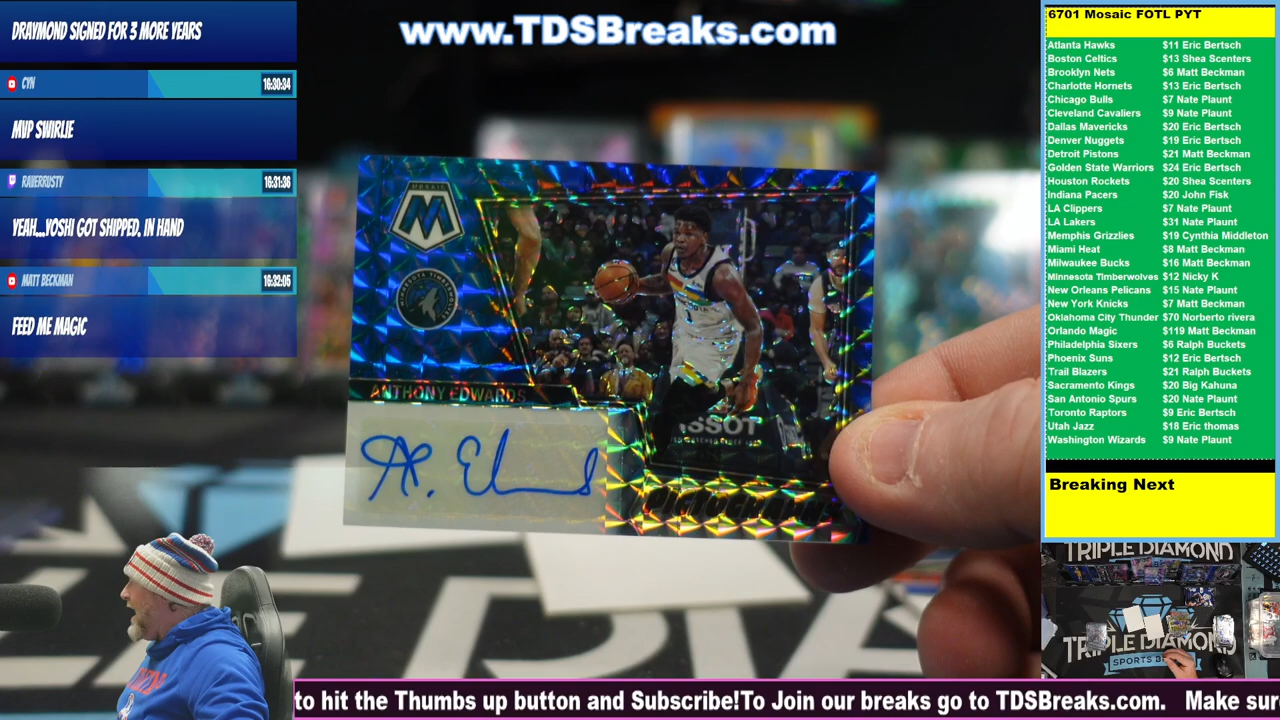 DRAYMOND SIGNED FOR 3 MORE YEARS
CYN 16:30:34
MVP SWIRLIE
RAVERRUSTY 16:31:36
YEAH...YOSHI GOT SHIPPED, IN HAND
MATT BECKMAN 16:32:05
FEED ME MAGIC
www.TDSBreaks.com
MOSAIC
MINNESOTA TIMBERWOLVES
1
ANTHONY EDWARDS
A. Ed
ISSOT
AUTOGRAPHS
6701 Mosaic FOTL PYT
Atlanta Hawks $11 Eric Bertsch
Boston Celtics $13 Shea Scenters
Brooklyn Nets $6 Matt Beckman
Charlotte Hornets $13 Eric Bertsch
Chicago Bulls $7 Nate Plaunt
Cleveland Cavaliers $9 Nate Plaunt
Dallas Mavericks $20 Eric Bertsch
Denver Nuggets $19 Eric Bertsch
Detroit Pistons $21 Matt Beckman
Golden State Warriors $24 Eric Bertsch
Houston Rockets $20 Shea Scenters
Indiana Pacers $20 John Fisk
LA Clippers $7 Nate Plaunt
LA Lakers $31 Nate Plaunt
Memphis Grizzlies $19 Cynthia Middleton
Miami Heat $8 Matt Beckman
Milwaukee Bucks $16 Matt Beckman
Minnesota Timberwolves $12 Nicky K
New Orleans Pelicans $15 Nate Plaunt
New York Knicks $7 Matt Beckman
Oklahoma City Thunder $70 Norberto rivera
Orlando Magic $119 Matt Beckman
Philadelphia Sixers $6 Ralph Buckets
Phoenix Suns $12 Eric Bertsch
Trail Blazers $21 Ralph Buckets
Sacramento Kings $20 Big Kahuna
San Antonio Spurs $20 Nate Plaunt
Toronto Raptors $9 Eric Bertsch
Utah Jazz $18 Eric thomas
Washington Wizards $9 Nate Plaunt
Breaking Next
TRIPLE DIAMOND
TRIPLE DIAMOND
SPORTS
to hit the Thumbs up button and Subscribe!To Join our breaks go to TDSBreaks.com. Make sur